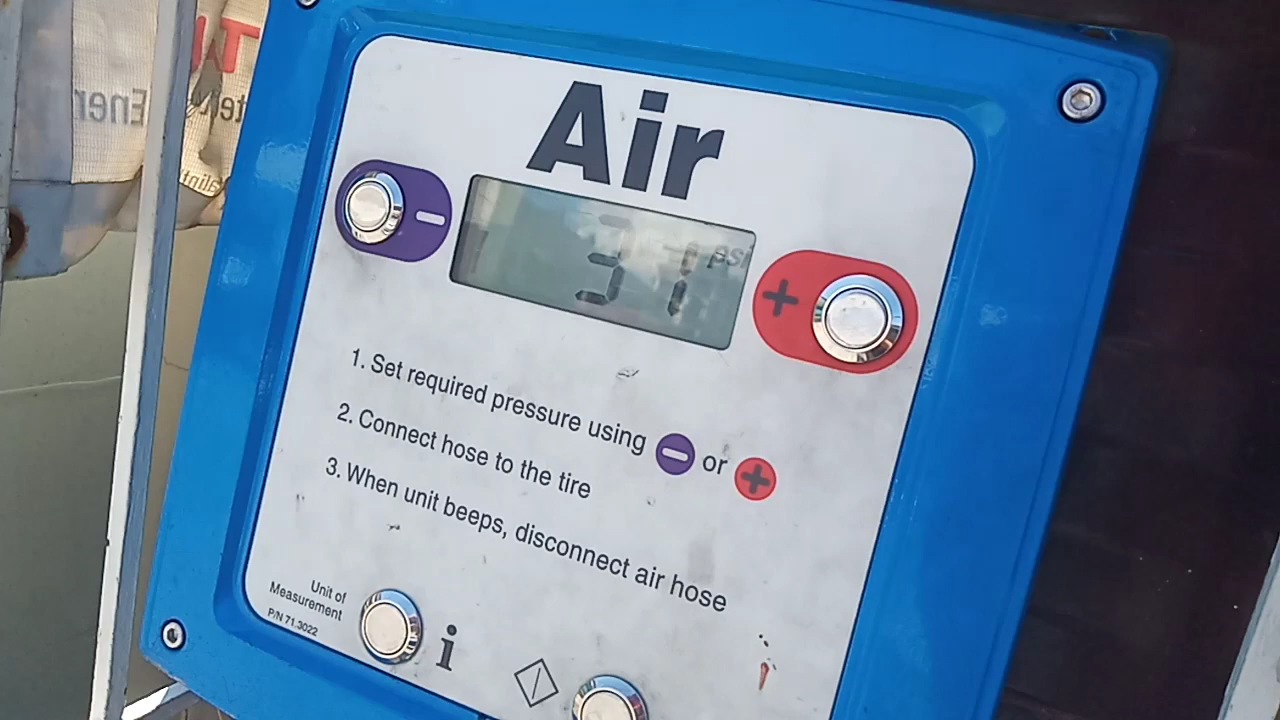 Air
37 psi
1. Set required pressure using - or +
2. Connect hose to the tire
3. When unit beeps, disconnect air hose
Unit of
Measurement
P/N 71.3022
i